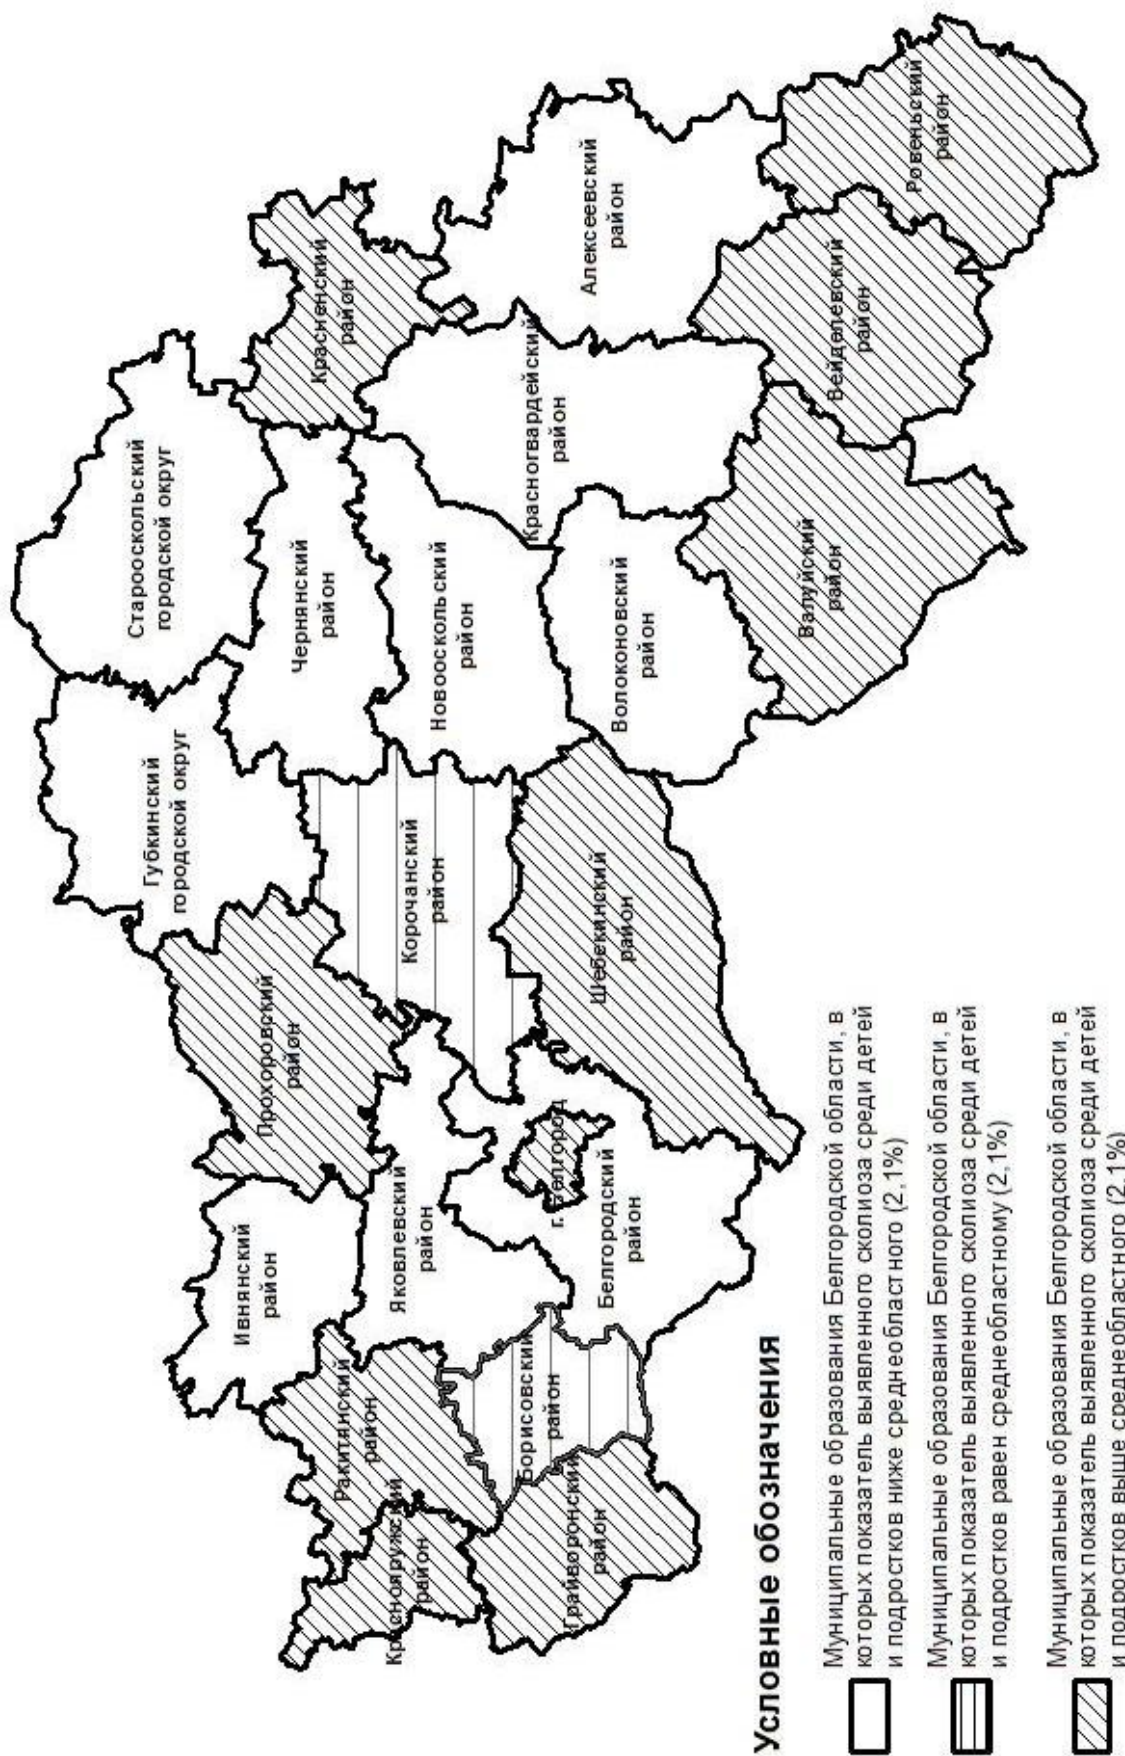 Старооскольский
городской округ
Губкинский
городской округ
Прохоровский
район
Ивнянский
район
Ракитянский
район
Краснояружский
район
Грайворонский
район
Борисовский
район
Яковлевский
район
г. Белгород
Белгородский
район
Корочанский
район
Шебекинский
район
Чернянский
район
Новооскольский
район
Волоконовский
район
Красненский
район
Красногвардейский
район
Алексеевский
район
Валуйский
район
Вейделевский
район
Ровеньский
район
Условные обозначения
Муниципальные образования Белгородской области, в
которых показатель выявленного сколиоза среди детей
и подростков ниже среднеобластного (2,1%)
Муниципальные образования Белгородской области, в
которых показатель выявленного сколиоза среди детей
и подростков равен среднеобластному (2,1%)
Муниципальные образования Белгородской области, в
которых показатель выявленного сколиоза среди детей
и подростков выше среднеобластного (2,1%)